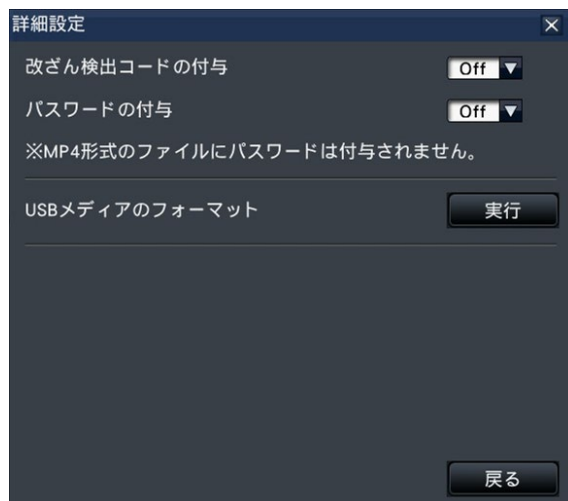 詳細設定
改ざん検出コードの付与 Off
パスワードの付与 Off
※MP4形式のファイルにパスワードは付与されません。
USBメディアのフォーマット 実行
戻る